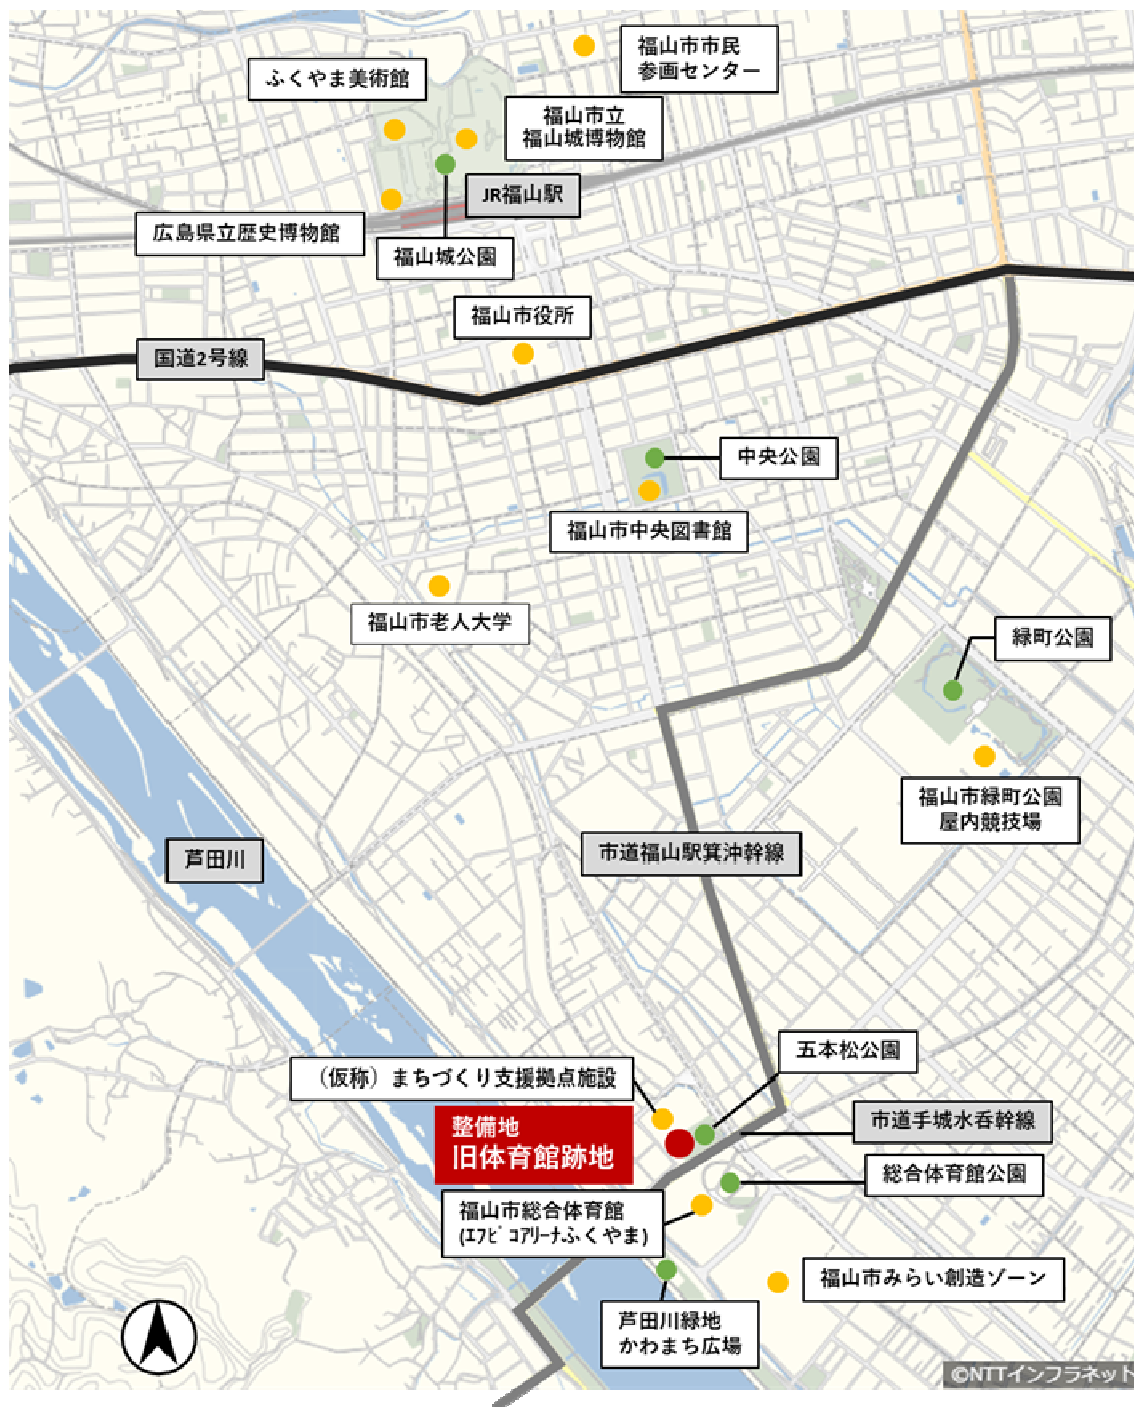 福山市市民
参画センター
ふくやま美術館
福山市立
福山城博物館
JR福山駅
広島県立歴史博物館
福山城公園
福山市役所
国道2号線
中央公園
福山市中央図書館
福山市老人大学
緑町公園
福山市緑町公園
屋内競技場
市道福山駅箕沖幹線
芦田川
五本松公園
（仮称）まちづくり支援拠点施設
整備地
旧体育館跡地
市道手城水呑幹線
総合体育館公園
福山市総合体育館
(ｴﾌﾋﾟｺｱﾘｰﾅふくやま)
福山市みらい創造ゾーン
芦田川緑地
かわまち広場
©NTTインフラネット